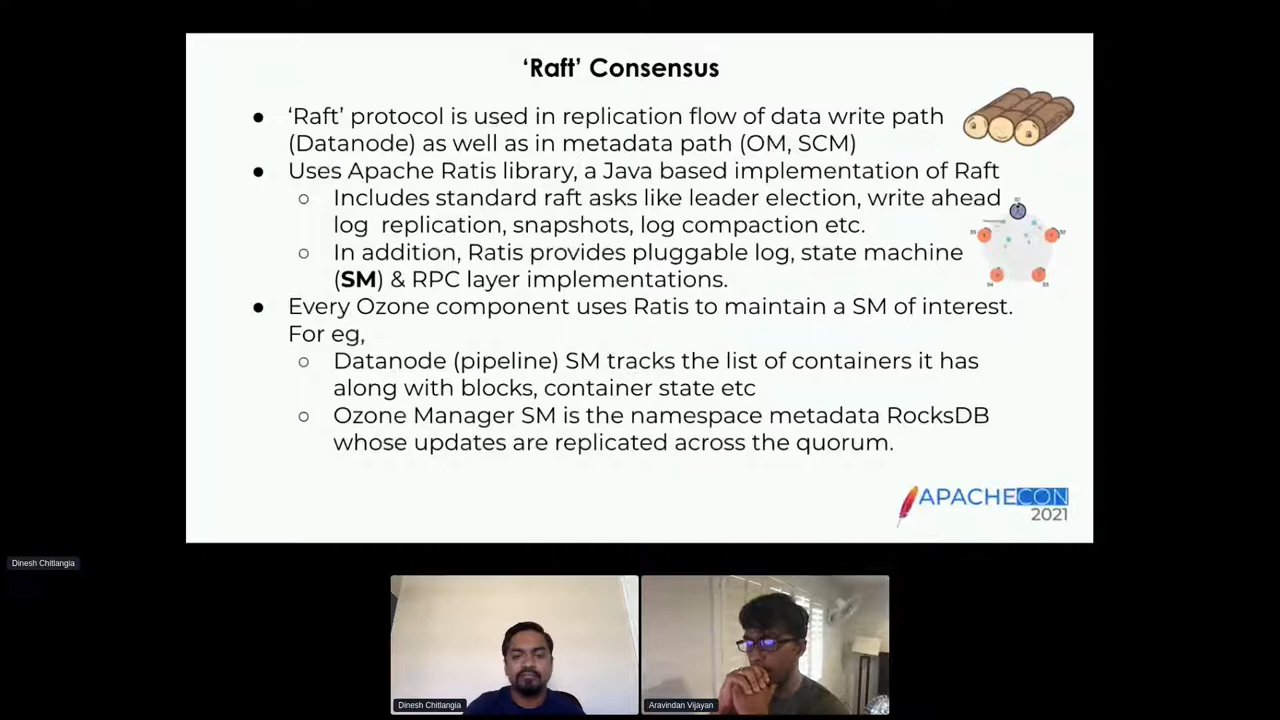 ‘Raft’ Consensus
● ‘Raft’ protocol is used in replication flow of data write path
(Datanode) as well as in metadata path (OM, SCM)
● Uses Apache Ratis library, a Java based implementation of Raft
○ Includes standard raft asks like leader election, write ahead
log replication, snapshots, log compaction etc.
○ In addition, Ratis provides pluggable log, state machine
(SM) & RPC layer implementations.
● Every Ozone component uses Ratis to maintain a SM of interest.
For eg,
○ Datanode (pipeline) SM tracks the list of containers it has
along with blocks, container state etc
○ Ozone Manager SM is the namespace metadata RocksDB
whose updates are replicated across the quorum.
APACHECON
2021
Dinesh Chitlangia
Dinesh Chitlangia
Aravindan Vijayan